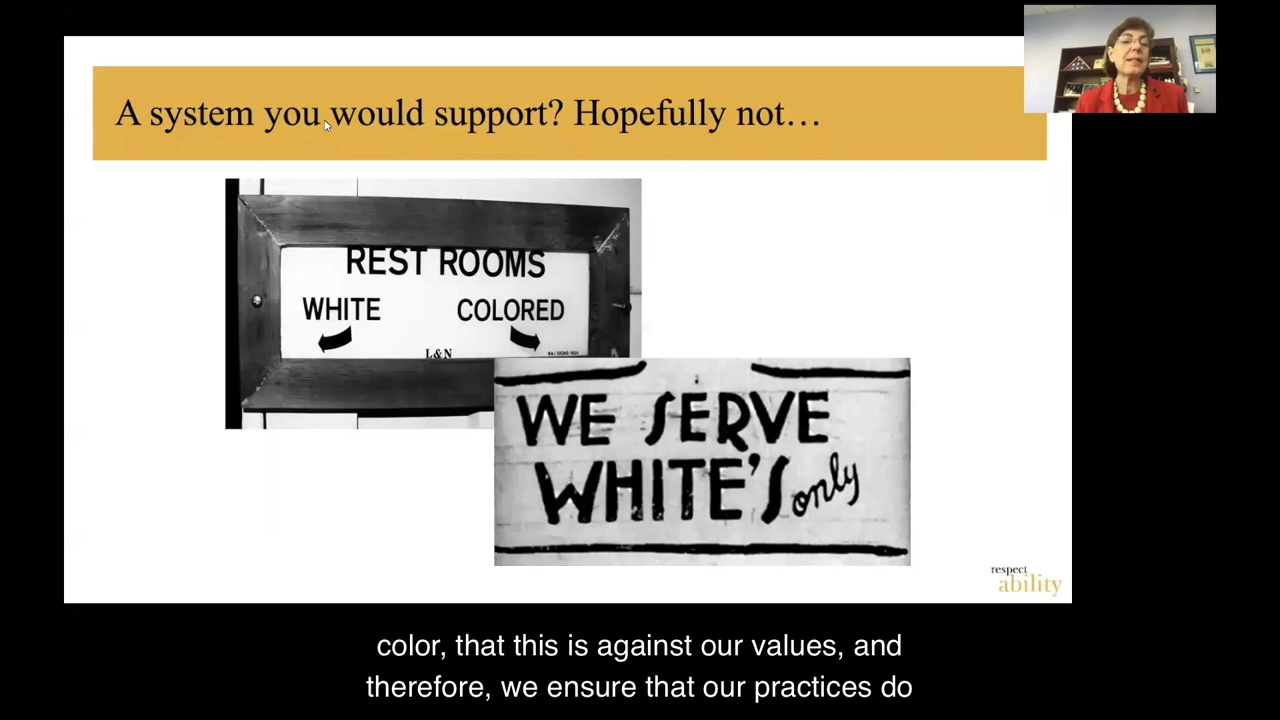 A system you would support? Hopefully not…
REST ROOMS
WHITE COLORED
L&N
WE SERVE
WHITE'S only
respect
ability
color, that this is against our values, and
therefore, we ensure that our practices do